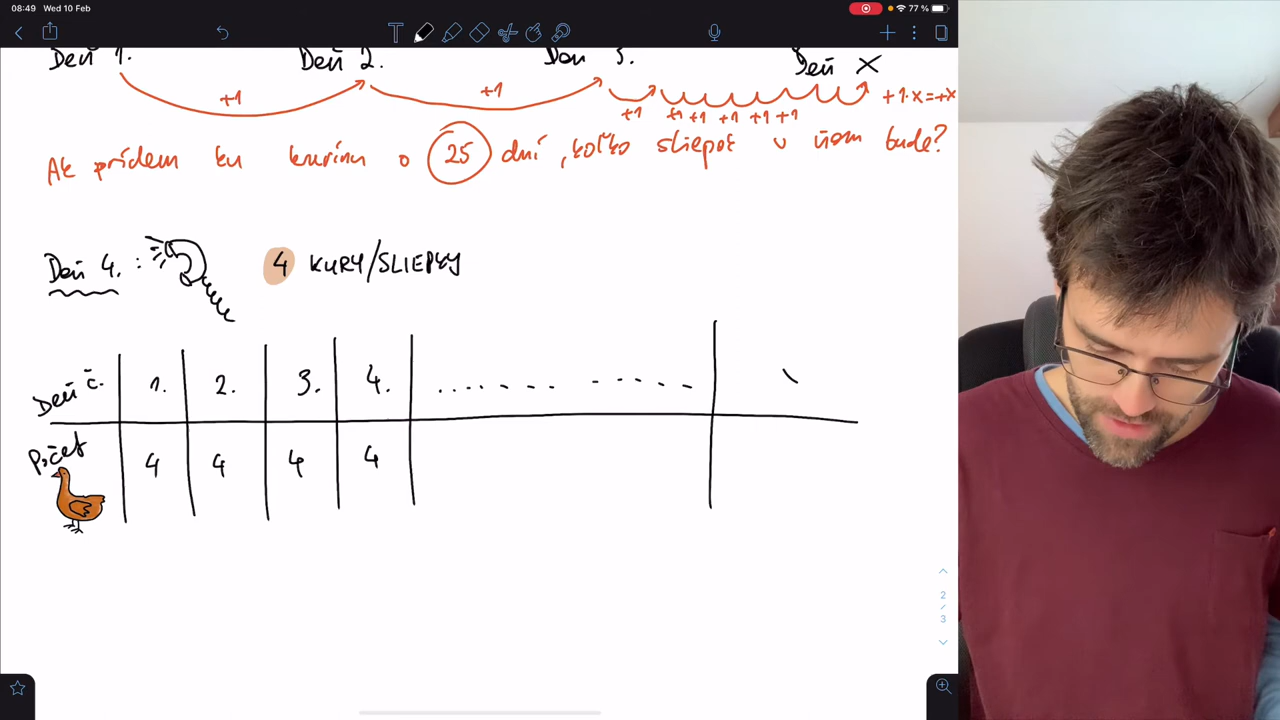 08:49 Wed 10 Feb 77 %
Deň 1. Deň 2. Deň 3. Deň X
+1 +1 +1 +1 +1 +1 +1 +1 +1·x=+x
Ak prídem ku kurínu o 25 dní, koľko sliepok v ňom bude?
Deň 4. : 4 KURY/SLIEPKY
Deň č. 1. 2. 3. 4. .... - - - - - - - -
Počet 4 4 4 4
2
/
3